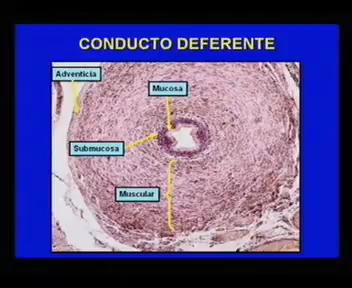 CONDUCTO DEFERENTE
Adventicia
Mucosa
Submucosa
Muscular